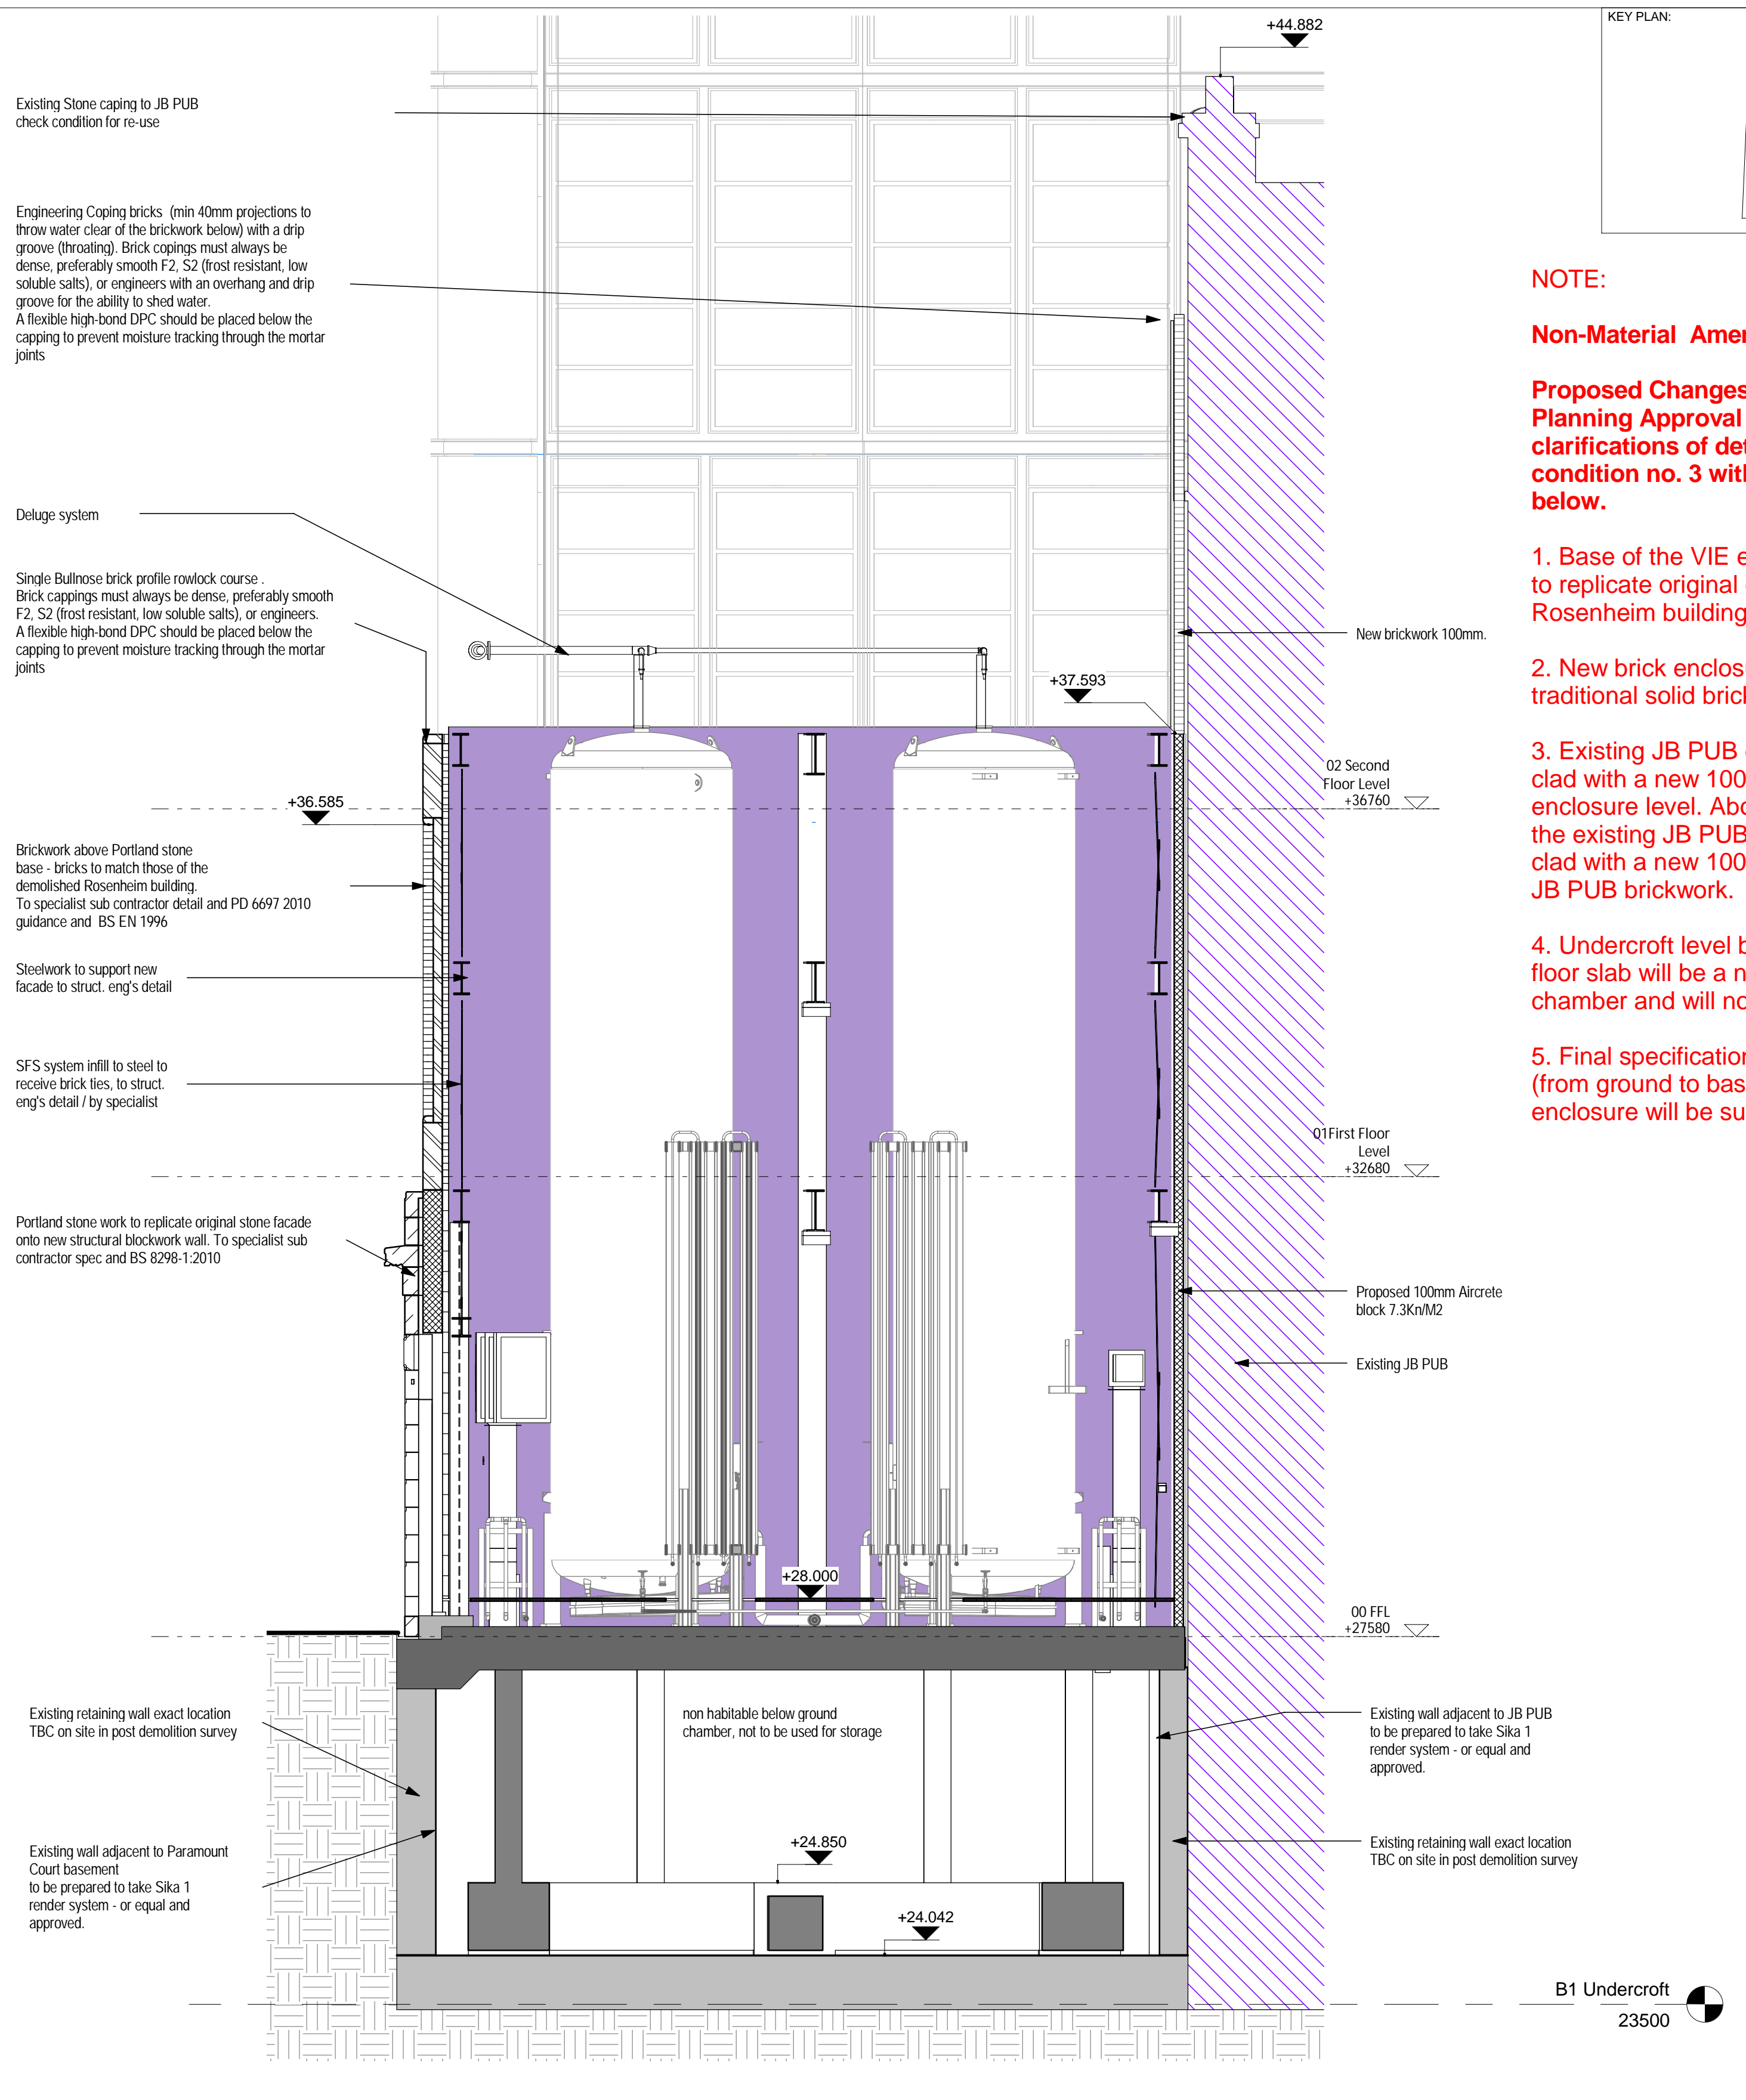 KEY PLAN:
+44.882
Existing Stone caping to JB PUB
check condition for re-use
Engineering Coping bricks  (min 40mm projections to
throw water clear of the brickwork below) with a drip
groove (throating). Brick copings must always be
dense, preferably smooth F2, S2 (frost resistant, low
soluble salts), or engineers with an overhang and drip
groove for the ability to shed water.
A flexible high-bond DPC should be placed below the
capping to prevent moisture tracking through the mortar
joints
Deluge system
Single Bullnose brick profile rowlock course .
Brick cappings must always be dense, preferably smooth
F2, S2 (frost resistant, low soluble salts), or engineers.
A flexible high-bond DPC should be placed below the
capping to prevent moisture tracking through the mortar
joints
New brickwork 100mm.
+37.593
02 Second
Floor Level
+36760
+36.585
Brickwork above Portland stone
base - bricks to match those of the
demolished Rosenheim building.
To specialist sub contractor detail and PD 6697 2010
guidance and  BS EN 1996
Steelwork to support new
facade to struct. eng's detail
SFS system infill to steel to
receive brick ties, to struct.
eng's detail / by specialist
01First Floor
Level
+32680
Portland stone work to replicate original stone facade
onto new structural blockwork wall. To specialist sub
contractor spec and BS 8298-1:2010
Proposed 100mm Aircrete
block 7.3Kn/M2
Existing JB PUB
+28.000
00 FFL
+27580
Existing retaining wall exact location
TBC on site in post demolition survey
non habitable below ground
chamber, not to be used for storage
Existing wall adjacent to JB PUB
to be prepared to take Sika 1
render system - or equal and
approved.
Existing wall adjacent to Paramount
Court basement
to be prepared to take Sika 1
render system - or equal and
approved.
+24.850
+24.042
Existing retaining wall exact location
TBC on site in post demolition survey
B1 Undercroft
23500
NOTE:
Non-Material  Amer
Proposed Changes
Planning Approval
clarifications of det
condition no. 3 with
below.
1. Base of the VIE e
to replicate original
Rosenheim building
2. New brick enclosu
traditional solid brick
3. Existing JB PUB
clad with a new 100
enclosure level. Abo
the existing JB PUB
clad with a new 100
JB PUB brickwork.
4. Undercroft level b
floor slab will be a n
chamber and will no
5. Final specification
(from ground to bas
enclosure will be su